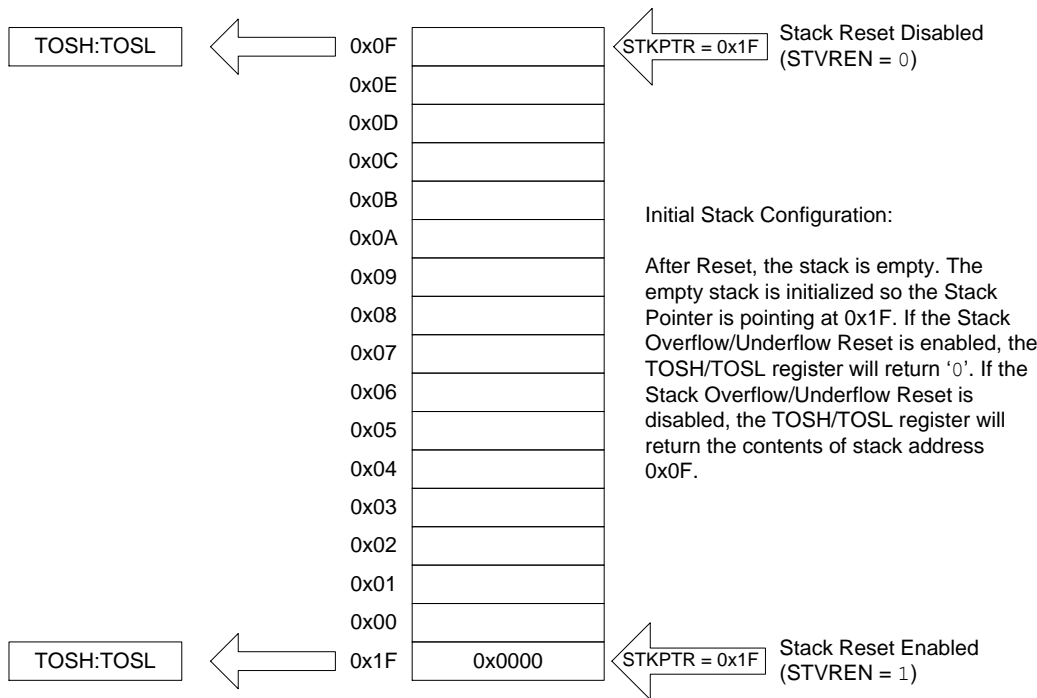 TOSH:TOSL
0x0F
STKPTR = 0x1F
Stack Reset Disabled
(STVREN = 0)
0x0E
0x0D
0x0C
0x0B
0x0A
0x09
0x08
0x07
0x06
0x05
0x04
0x03
0x02
0x01
0x00
Initial Stack Configuration:
After Reset, the stack is empty. The
empty stack is initialized so the Stack
Pointer is pointing at 0x1F. If the Stack
Overflow/Underflow Reset is enabled, the
TOSH/TOSL register will return ‘0’. If the
Stack Overflow/Underflow Reset is
disabled, the TOSH/TOSL register will
return the contents of stack address
0x0F.
TOSH:TOSL
0x1F
0x0000
STKPTR = 0x1F
Stack Reset Enabled
(STVREN = 1)